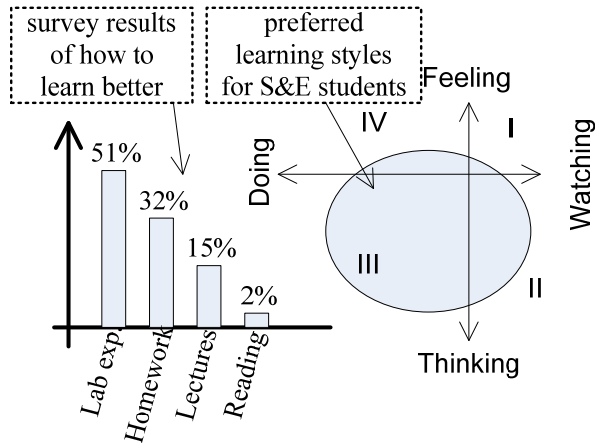 survey results
of how to
learn better
preferred
learning styles
for S&E students
Feeling
IV
I
Doing
Watching
51%
32%
15%
2%
III
II
Thinking
Lab exp.
Homework
Lectures
Reading